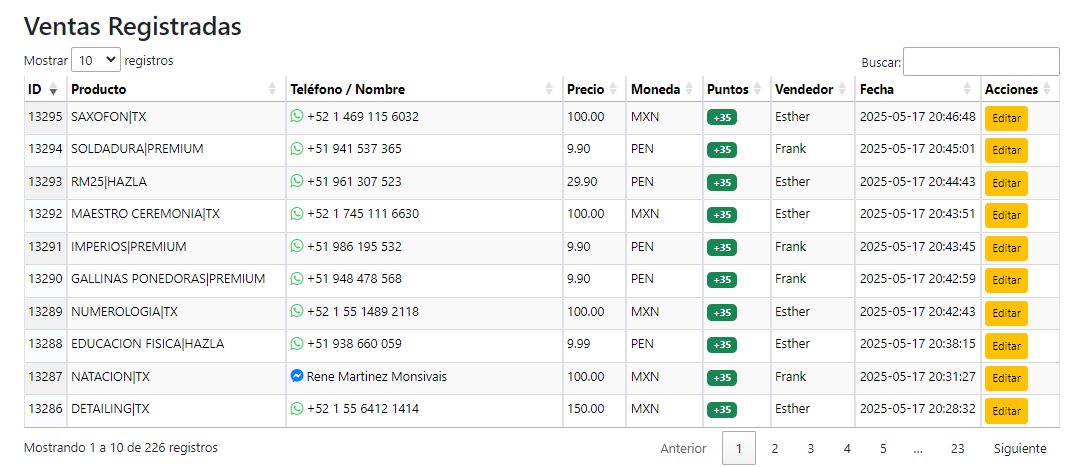 Ventas Registradas
Mostrar 10 registros Buscar:
ID Producto Teléfono / Nombre Precio Moneda Puntos Vendedor Fecha Acciones
13295 SAXOFON|TX +52 1 469 115 6032 100.00 MXN +35 Esther 2025-05-17 20:46:48 Editar
13294 SOLDADURA|PREMIUM +51 941 537 365 9.90 PEN +35 Frank 2025-05-17 20:45:01 Editar
13293 RM25|HAZLA +51 961 307 523 29.90 PEN +35 Esther 2025-05-17 20:44:43 Editar
13292 MAESTRO CEREMONIA|TX +52 1 745 111 6630 100.00 MXN +35 Esther 2025-05-17 20:43:51 Editar
13291 IMPERIOS|PREMIUM +51 986 195 532 9.90 PEN +35 Frank 2025-05-17 20:43:45 Editar
13290 GALLINAS PONEDORAS|PREMIUM +51 948 478 568 9.90 PEN +35 Frank 2025-05-17 20:42:59 Editar
13289 NUMEROLOGIA|TX +52 1 55 1489 2118 100.00 MXN +35 Esther 2025-05-17 20:42:43 Editar
13288 EDUCACION FISICA|HAZLA +51 938 660 059 9.99 PEN +35 Esther 2025-05-17 20:38:15 Editar
13287 NATACION|TX Rene Martinez Monsivais 100.00 MXN +35 Frank 2025-05-17 20:31:27 Editar
13286 DETAILING|TX +52 1 55 6412 1414 150.00 MXN +35 Esther 2025-05-17 20:28:32 Editar
Mostrando 1 a 10 de 226 registros Anterior 1 2 3 4 5 ... 23 Siguiente